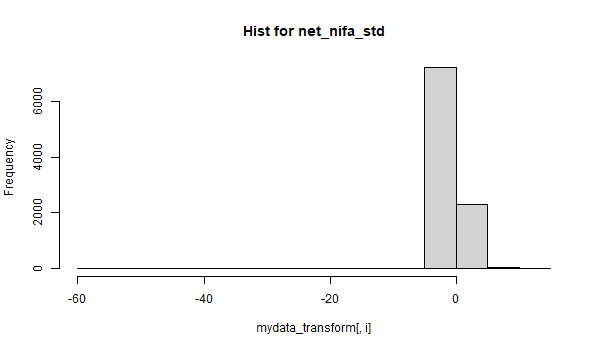 Hist for net_nifa_std
Frequency
6000
4000
2000
0
-60
-40
-20
0
mydata_transform[, i]